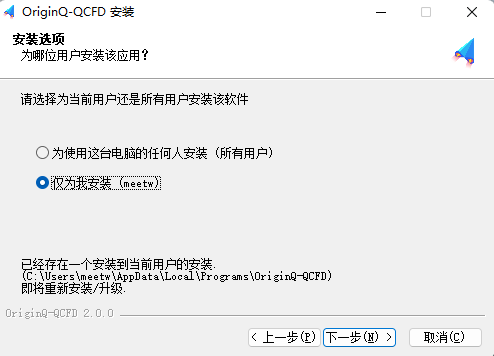 OriginQ-QCFD 安装
安装选项
为哪位用户安装该应用？
请选择为当前用户还是所有用户安装该软件
为使用这台电脑的任何人安装（所有用户）
仅为我安装 (meetw)
已经存在一个安装到当前用户的安装.
(C:\Users\meetw\AppData\Local\Programs\OriginQ-QCFD)
即将重新安装/升级.
OriginQ-QCFD 2.0.0
< 上一步(P) 下一步(N) > 取消(C)